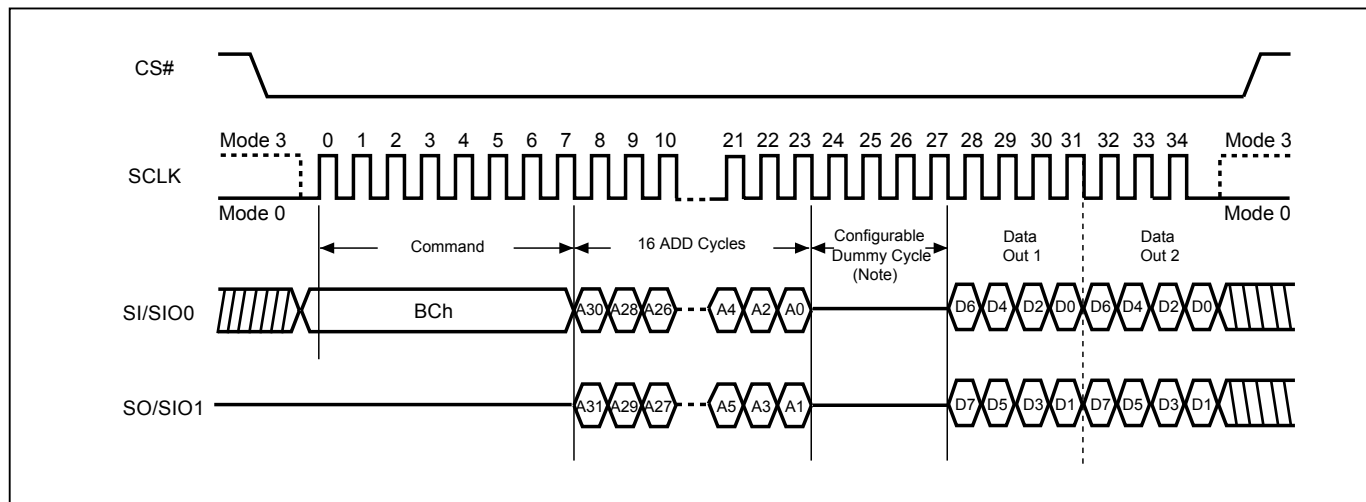 CS#
Mode 3 0 1 2 3 4 5 6 7 8 9 10 21 22 23 24 25 26 27 28 29 30 31 32 33 34 Mode 3
SCLK
Mode 0 Mode 0
Command 16 ADD Cycles Configurable Dummy Cycle (Note) Data Out 1 Data Out 2
SI/SIO0 BCh A30 A28 A26 A4 A2 A0 D6 D4 D2 D0 D6 D4 D2 D0
SO/SIO1 A31 A29 A27 A5 A3 A1 D7 D5 D3 D1 D7 D5 D3 D1